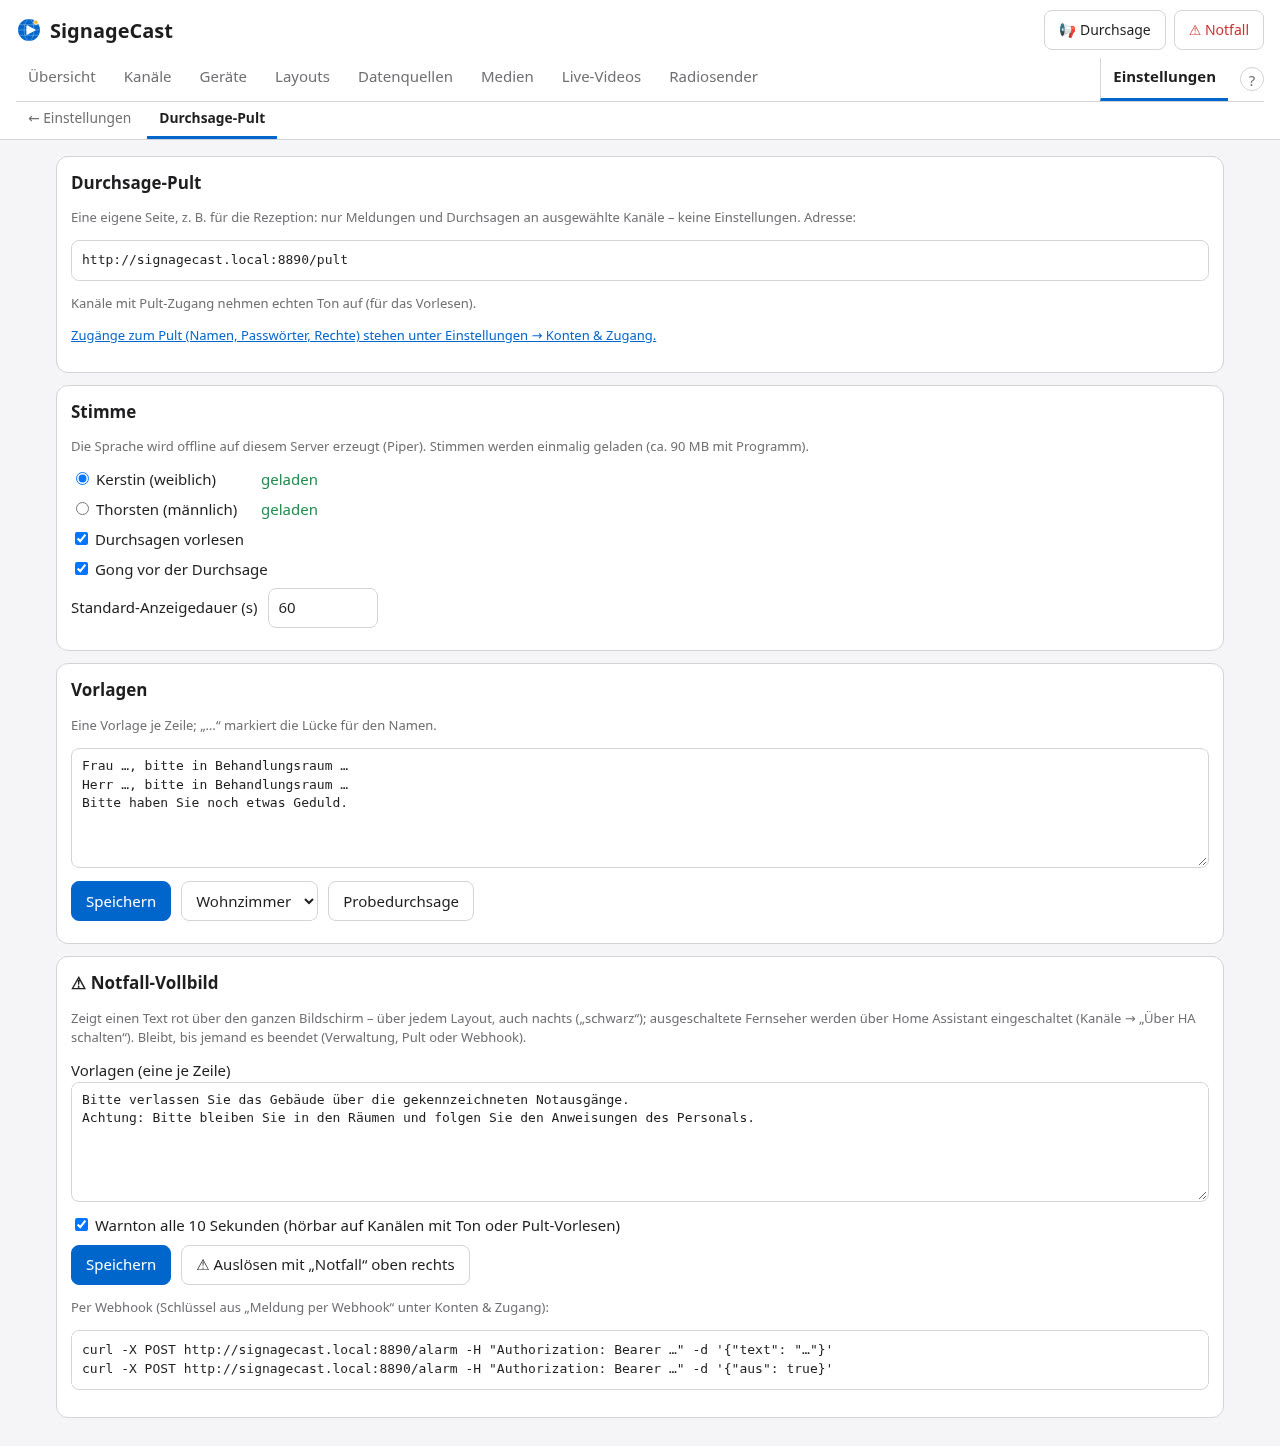 SignageCast
📢 Durchsage
⚠ Notfall
Übersicht Kanäle Geräte Layouts Datenquellen Medien Live-Videos Radiosender Einstellungen ?
← Einstellungen Durchsage-Pult
Durchsage-Pult
Eine eigene Seite, z. B. für die Rezeption: nur Meldungen und Durchsagen an ausgewählte Kanäle – keine Einstellungen. Adresse:
http://signagecast.local:8890/pult
Kanäle mit Pult-Zugang nehmen echten Ton auf (für das Vorlesen).
Zugänge zum Pult (Namen, Passwörter, Rechte) stehen unter Einstellungen → Konten & Zugang.
Stimme
Die Sprache wird offline auf diesem Server erzeugt (Piper). Stimmen werden einmalig geladen (ca. 90 MB mit Programm).
Kerstin (weiblich) geladen
Thorsten (männlich) geladen
Durchsagen vorlesen
Gong vor der Durchsage
Standard-Anzeigedauer (s) 60
Vorlagen
Eine Vorlage je Zeile; „…“ markiert die Lücke für den Namen.
Frau …, bitte in Behandlungsraum …
Herr …, bitte in Behandlungsraum …
Bitte haben Sie noch etwas Geduld.
Speichern Wohnzimmer Probedurchsage
⚠ Notfall-Vollbild
Zeigt einen Text rot über den ganzen Bildschirm – über jedem Layout, auch nachts („schwarz“); ausgeschaltete Fernseher werden über Home Assistant eingeschaltet (Kanäle → „Über HA
schalten“). Bleibt, bis jemand es beendet (Verwaltung, Pult oder Webhook).
Vorlagen (eine je Zeile)
Bitte verlassen Sie das Gebäude über die gekennzeichneten Notausgänge.
Achtung: Bitte bleiben Sie in den Räumen und folgen Sie den Anweisungen des Personals.
Warnton alle 10 Sekunden (hörbar auf Kanälen mit Ton oder Pult-Vorlesen)
Speichern ⚠ Auslösen mit „Notfall“ oben rechts
Per Webhook (Schlüssel aus „Meldung per Webhook“ unter Konten & Zugang):
curl -X POST http://signagecast.local:8890/alarm -H "Authorization: Bearer …" -d '{"text": "…"}'
curl -X POST http://signagecast.local:8890/alarm -H "Authorization: Bearer …" -d '{"aus": true}'